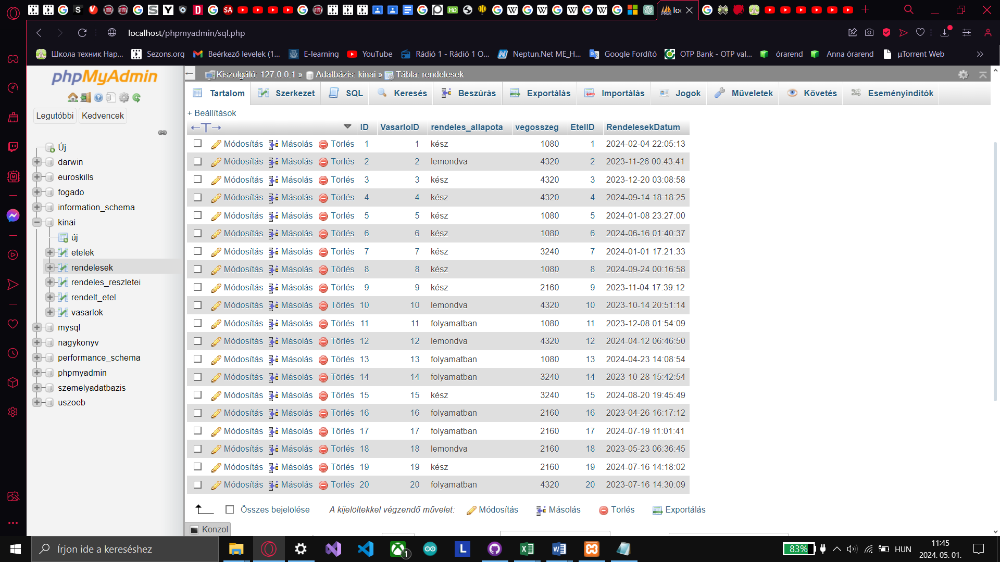 localhost/phpmyadmin/sql.php
Школа техник Нар... Sezons.org Beérkező levelek (1... E-learning YouTube Rádió 1 - Rádió 1 O... Neptun.Net ME_H... Google Fordító OTP Bank - OTP val... órarend Anna órarend µTorrent Web
phpMyAdmin
Legutóbbi Kedvencek
Új
darwin
euroskills
fogado
information_schema
kinai
új
etelek
rendelesek
rendeles_reszletei
rendelt_etel
vasarlok
mysql
nagykonyv
performance_schema
phpmyadmin
szemelyadatbazis
uszoeb
Kiszolgáló: 127.0.0.1 » Adatbázis: kinai » Tábla: rendelesek
Tartalom Szerkezet SQL Keresés Beszúrás Exportálás Importálás Jogok Műveletek Követés Eseményindítók
+ Beállítások
ID VasarloID rendeles_allapota vegosszeg EtelID RendelesekDatum
Módosítás Másolás Törlés 1 1 kész 1080 1 2024-02-04 22:05:13
Módosítás Másolás Törlés 2 2 lemondva 4320 2 2023-11-26 00:43:41
Módosítás Másolás Törlés 3 3 kész 4320 3 2023-12-20 03:08:58
Módosítás Másolás Törlés 4 4 kész 4320 4 2024-09-14 18:18:25
Módosítás Másolás Törlés 5 5 kész 1080 5 2024-01-08 23:27:00
Módosítás Másolás Törlés 6 6 kész 1080 6 2024-06-16 01:40:37
Módosítás Másolás Törlés 7 7 kész 3240 7 2024-01-01 17:21:33
Módosítás Másolás Törlés 8 8 kész 1080 8 2024-09-24 00:16:58
Módosítás Másolás Törlés 9 9 kész 2160 9 2023-11-04 17:39:12
Módosítás Másolás Törlés 10 10 lemondva 4320 10 2023-10-14 20:51:14
Módosítás Másolás Törlés 11 11 folyamatban 1080 11 2023-12-08 01:54:09
Módosítás Másolás Törlés 12 12 lemondva 4320 12 2024-04-12 06:46:50
Módosítás Másolás Törlés 13 13 folyamatban 1080 13 2024-04-23 14:08:54
Módosítás Másolás Törlés 14 14 folyamatban 3240 14 2023-10-28 15:42:54
Módosítás Másolás Törlés 15 15 kész 3240 15 2024-08-20 19:45:49
Módosítás Másolás Törlés 16 16 folyamatban 2160 16 2023-04-26 16:17:12
Módosítás Másolás Törlés 17 17 folyamatban 2160 17 2024-07-19 11:01:41
Módosítás Másolás Törlés 18 18 lemondva 2160 18 2023-05-23 06:36:45
Módosítás Másolás Törlés 19 19 kész 2160 19 2024-07-16 14:18:02
Módosítás Másolás Törlés 20 20 folyamatban 4320 20 2023-07-16 14:30:09
Összes bejelölése A kijelöltekkel végzendő művelet: Módosítás Másolás Törlés Exportálás
Konzol
Írjon ide a kereséshez
83% HUN 11:45
2024. 05. 01.